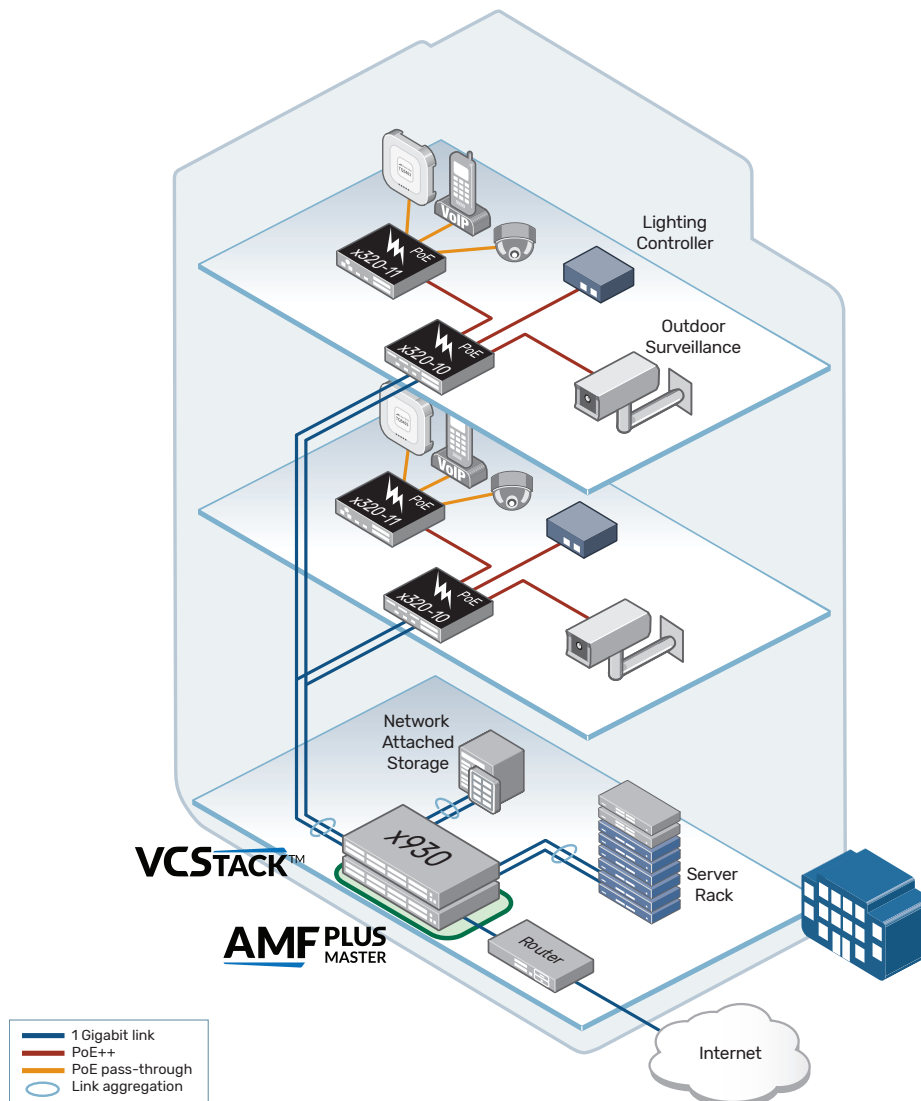 VoIP
PoE
x320-11
Lighting
Controller
PoE
x320-10
Outdoor
Surveillance
VoIP
PoE
x320-11
PoE
x320-10
Network
Attached
Storage
x930
VCSTACK™
Server
Rack
AMF PLUS
MASTER
Router
Internet
1 Gigabit link
PoE++
PoE pass-through
Link aggregation